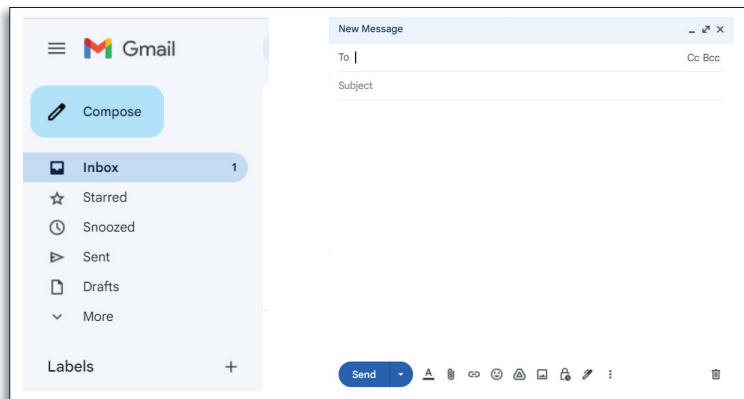 Gmail
Compose
Inbox 1
Starred
Snoozed
Sent
Drafts
More
Labels +
New Message
To Cc Bcc
Subject
Send